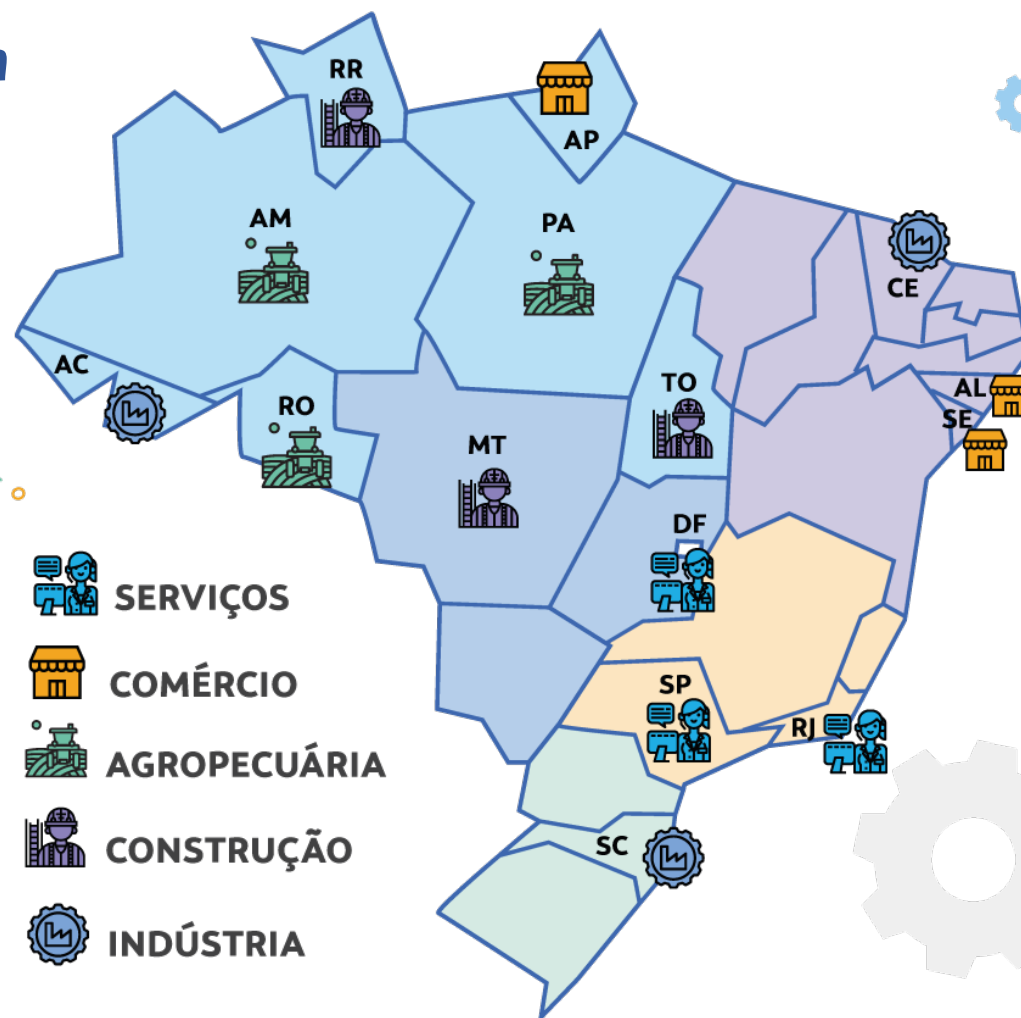 RR
AP
AM
PA
CE
AC
TO
AL
RO
SE
MT
DF
SERVIÇOS
COMÉRCIO
SP
RJ
AGROPECUÁRIA
CONSTRUÇÃO
SC
INDÚSTRIA